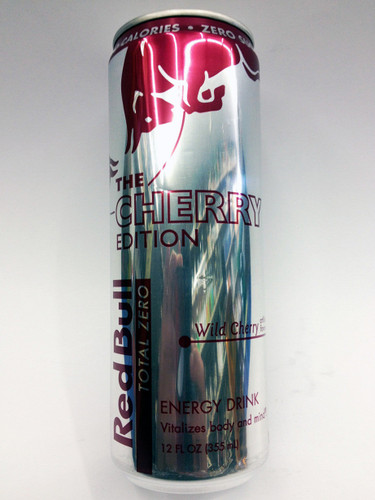 CALORIES • ZERO
THE
CHERRY
EDITION
Red Bull
TOTAL ZERO
Wild Cherry
ENERGY DRINK
Vitalizes body and mind
12 FL OZ (355 mL)